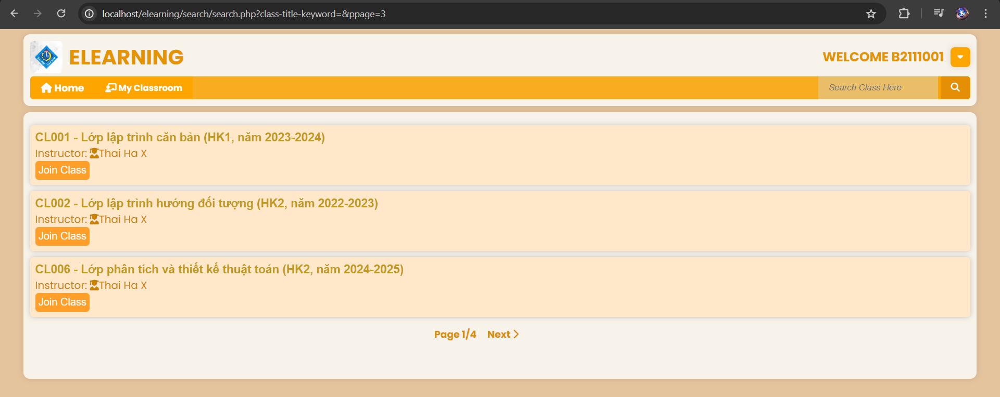 localhost/elearning/search/search.php?class-title-keyword=&ppage=3
ELEARNING
WELCOME B2111001
Home
My Classroom
Search Class Here
CL001 - Lớp lập trình căn bản (HK1, năm 2023-2024)
Instructor: Thai Ha X
Join Class
CL002 - Lớp lập trình hướng đối tượng (HK2, năm 2022-2023)
Instructor: Thai Ha X
Join Class
CL006 - Lớp phân tích và thiết kế thuật toán (HK2, năm 2024-2025)
Instructor: Thai Ha X
Join Class
Page 1/4
Next